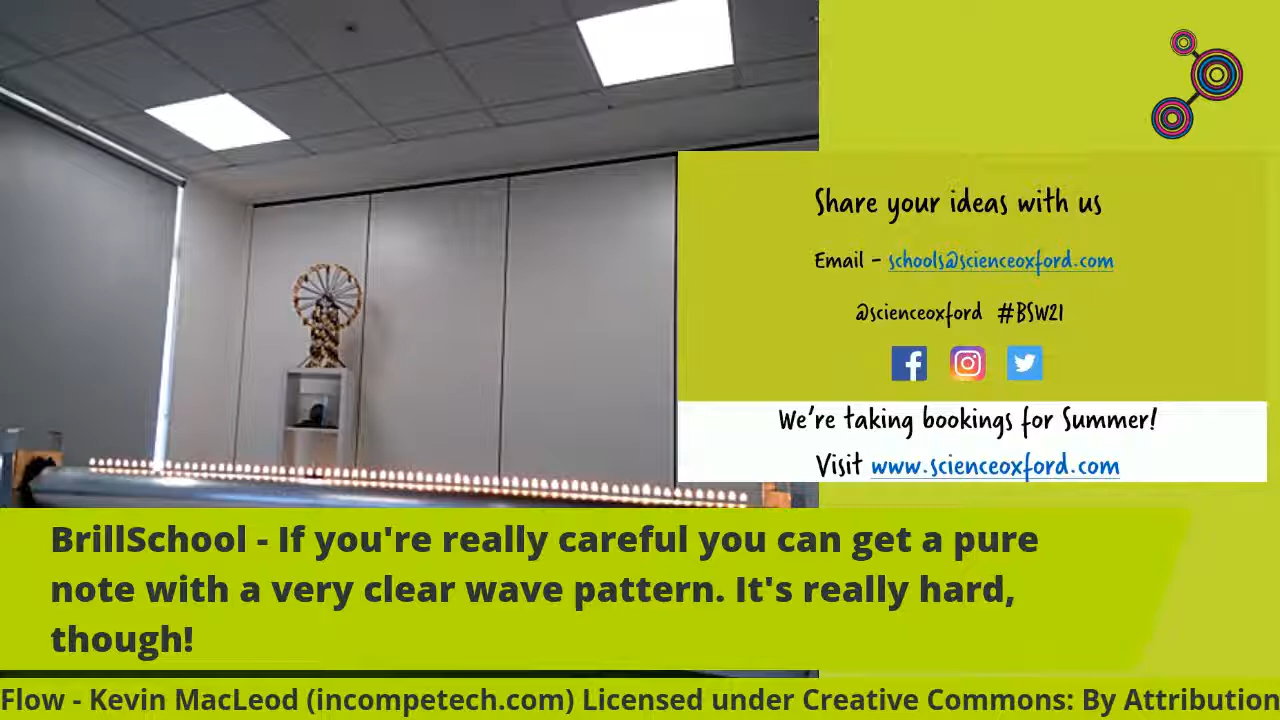 Share your ideas with us
Email - schools@scienceoxford.com
@scienceoxford #BSW21
We're taking bookings for Summer!
Visit www.scienceoxford.com
BrillSchool - If you're really careful you can get a pure
note with a very clear wave pattern. It's really hard,
though!
Flow - Kevin MacLeod (incompetech.com) Licensed under Creative Commons: By Attribution